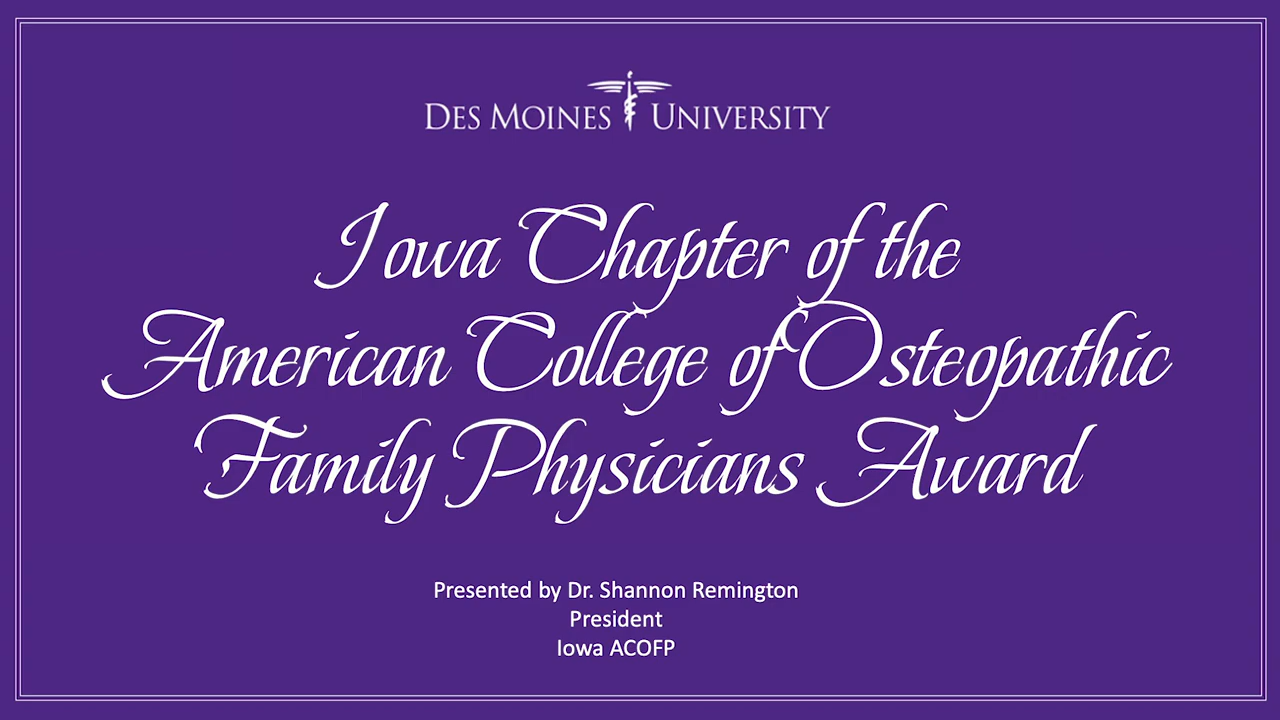 DES MOINES UNIVERSITY
Iowa Chapter of the
American College of Osteopathic
Family Physicians Award
Presented by Dr. Shannon Remington
President
Iowa ACOFP